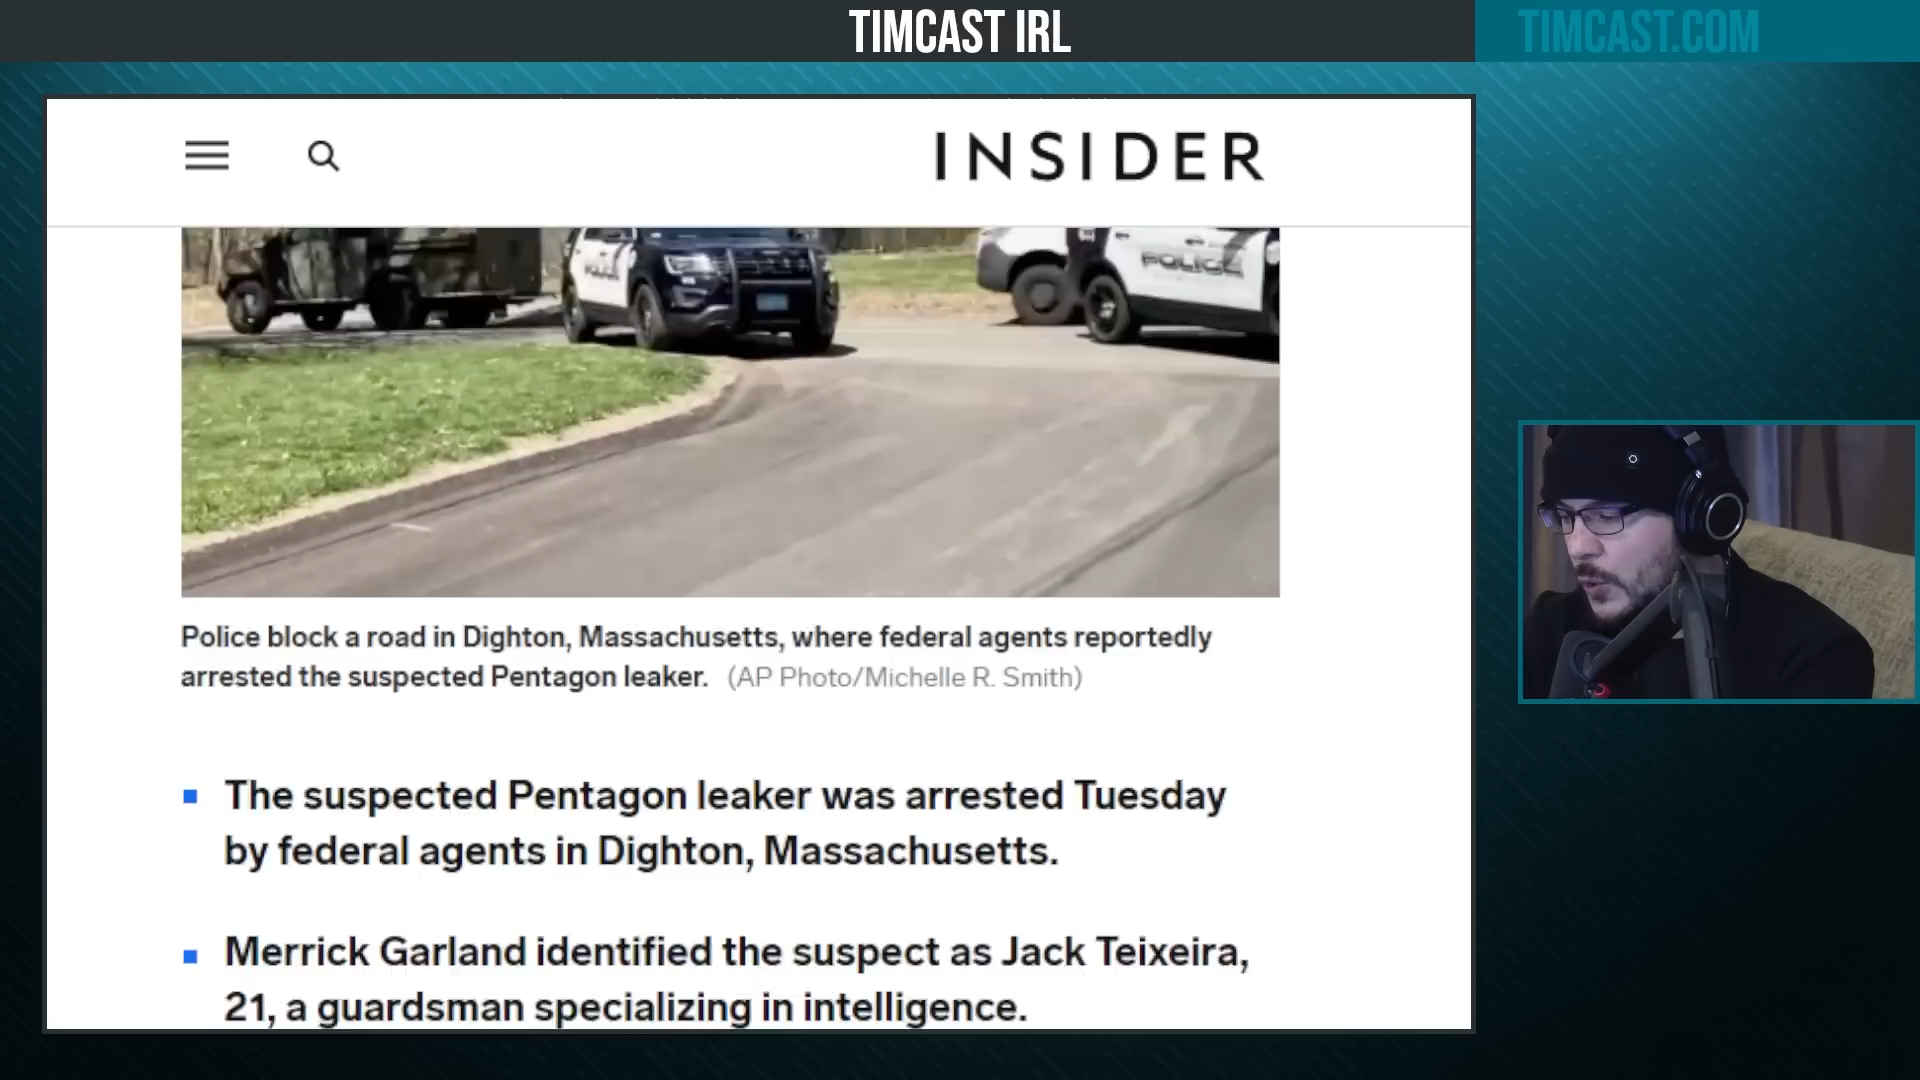 TIMCAST IRL
TIMCAST.COM
INSIDER
POLICE
POLICE
Police block a road in Dighton, Massachusetts, where federal agents reportedly
arrested the suspected Pentagon leaker. (AP Photo/Michelle R. Smith)
The suspected Pentagon leaker was arrested Tuesday
by federal agents in Dighton, Massachusetts.
Merrick Garland identified the suspect as Jack Teixeira,
21, a guardsman specializing in intelligence.